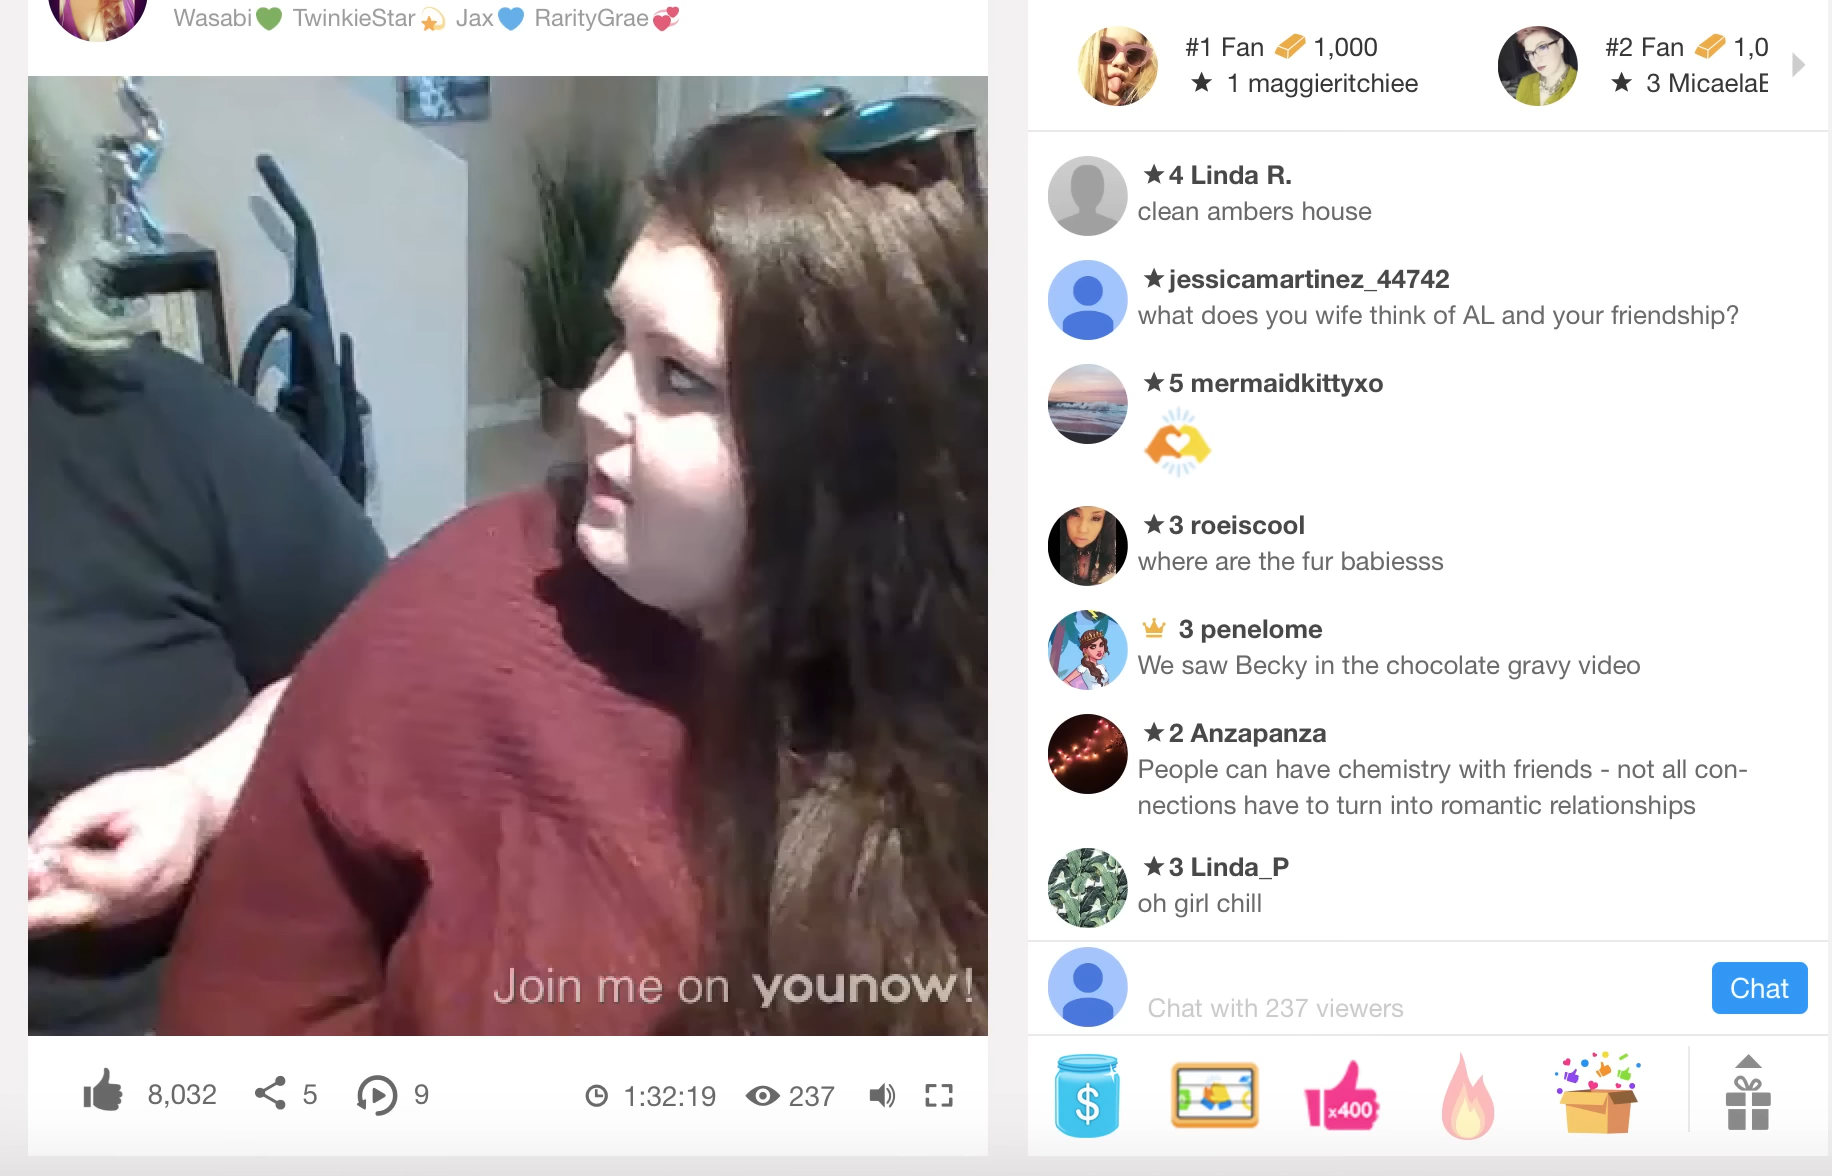 Wasabi💚 TwinkieStar💫 Jax💙 RarityGrae💞
#1 Fan 1,000
★ 1 maggieritchiee
#2 Fan 1,0
★ 3 MicaelaE
★4 Linda R.
clean ambers house
★jessicamartinez_44742
what does you wife think of AL and your friendship?
★5 mermaidkittyxo
★3 roeiscool
where are the fur babiesss
3 penelome
We saw Becky in the chocolate gravy video
★2 Anzapanza
People can have chemistry with friends - not all con-
nections have to turn into romantic relationships
★3 Linda_P
oh girl chill
Join me on younow!
Chat with 237 viewers
Chat
8,032 5 9 1:32:19 237
$
x400